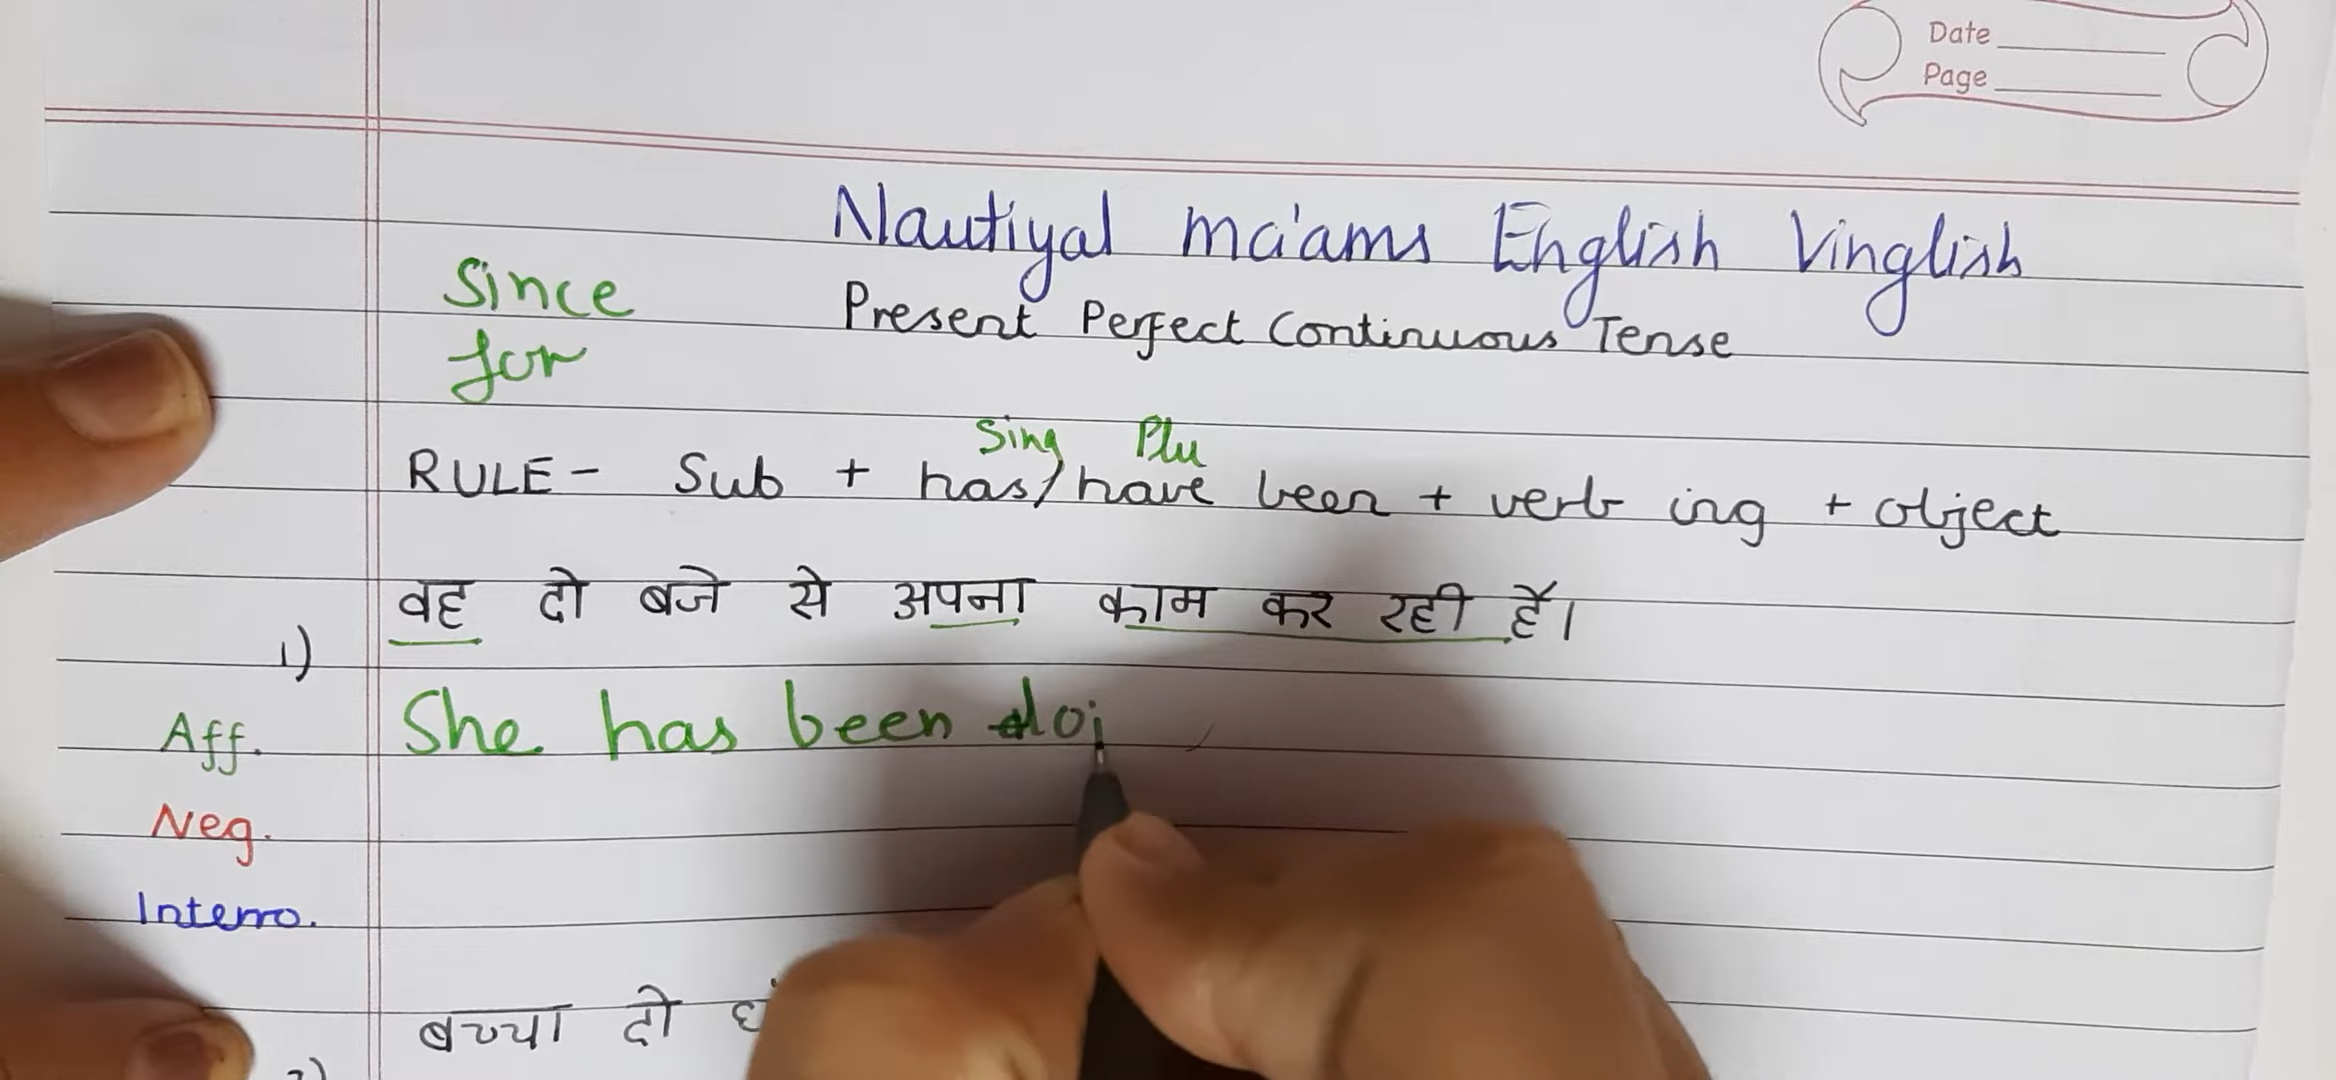 Date
Page
Nautiyal ma'ams English Vinglish
Since
Present Perfect Continuous Tense
for
Sing Plu
RULE - Sub + has/have been + verb ing + object
1) वह दो बजे से अपना काम कर रही हैं।
Aff. She has been doi
Neg.
Interro.
बच्चा दो